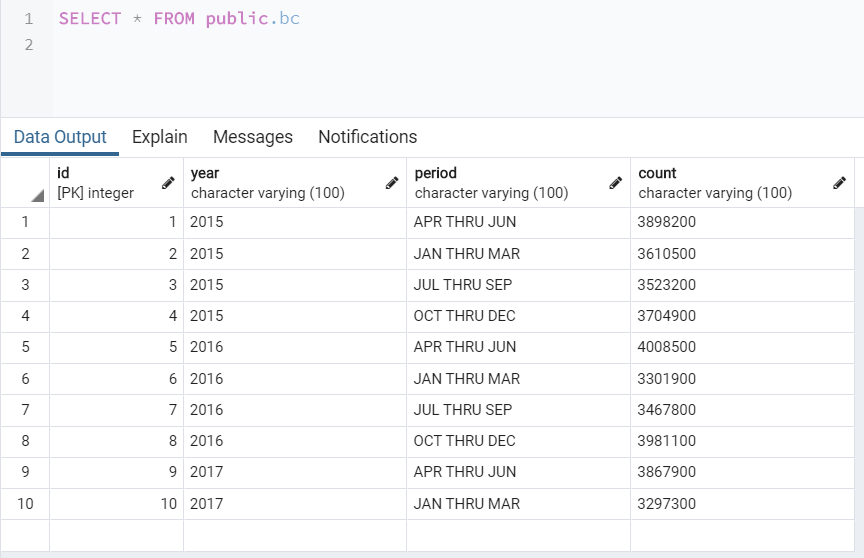 1 SELECT * FROM public.bc
2
Data Output Explain Messages Notifications
id year period count
[PK] integer character varying (100) character varying (100) character varying (100)
1 1 2015 APR THRU JUN 3898200
2 2 2015 JAN THRU MAR 3610500
3 3 2015 JUL THRU SEP 3523200
4 4 2015 OCT THRU DEC 3704900
5 5 2016 APR THRU JUN 4008500
6 6 2016 JAN THRU MAR 3301900
7 7 2016 JUL THRU SEP 3467800
8 8 2016 OCT THRU DEC 3981100
9 9 2017 APR THRU JUN 3867900
10 10 2017 JAN THRU MAR 3297300